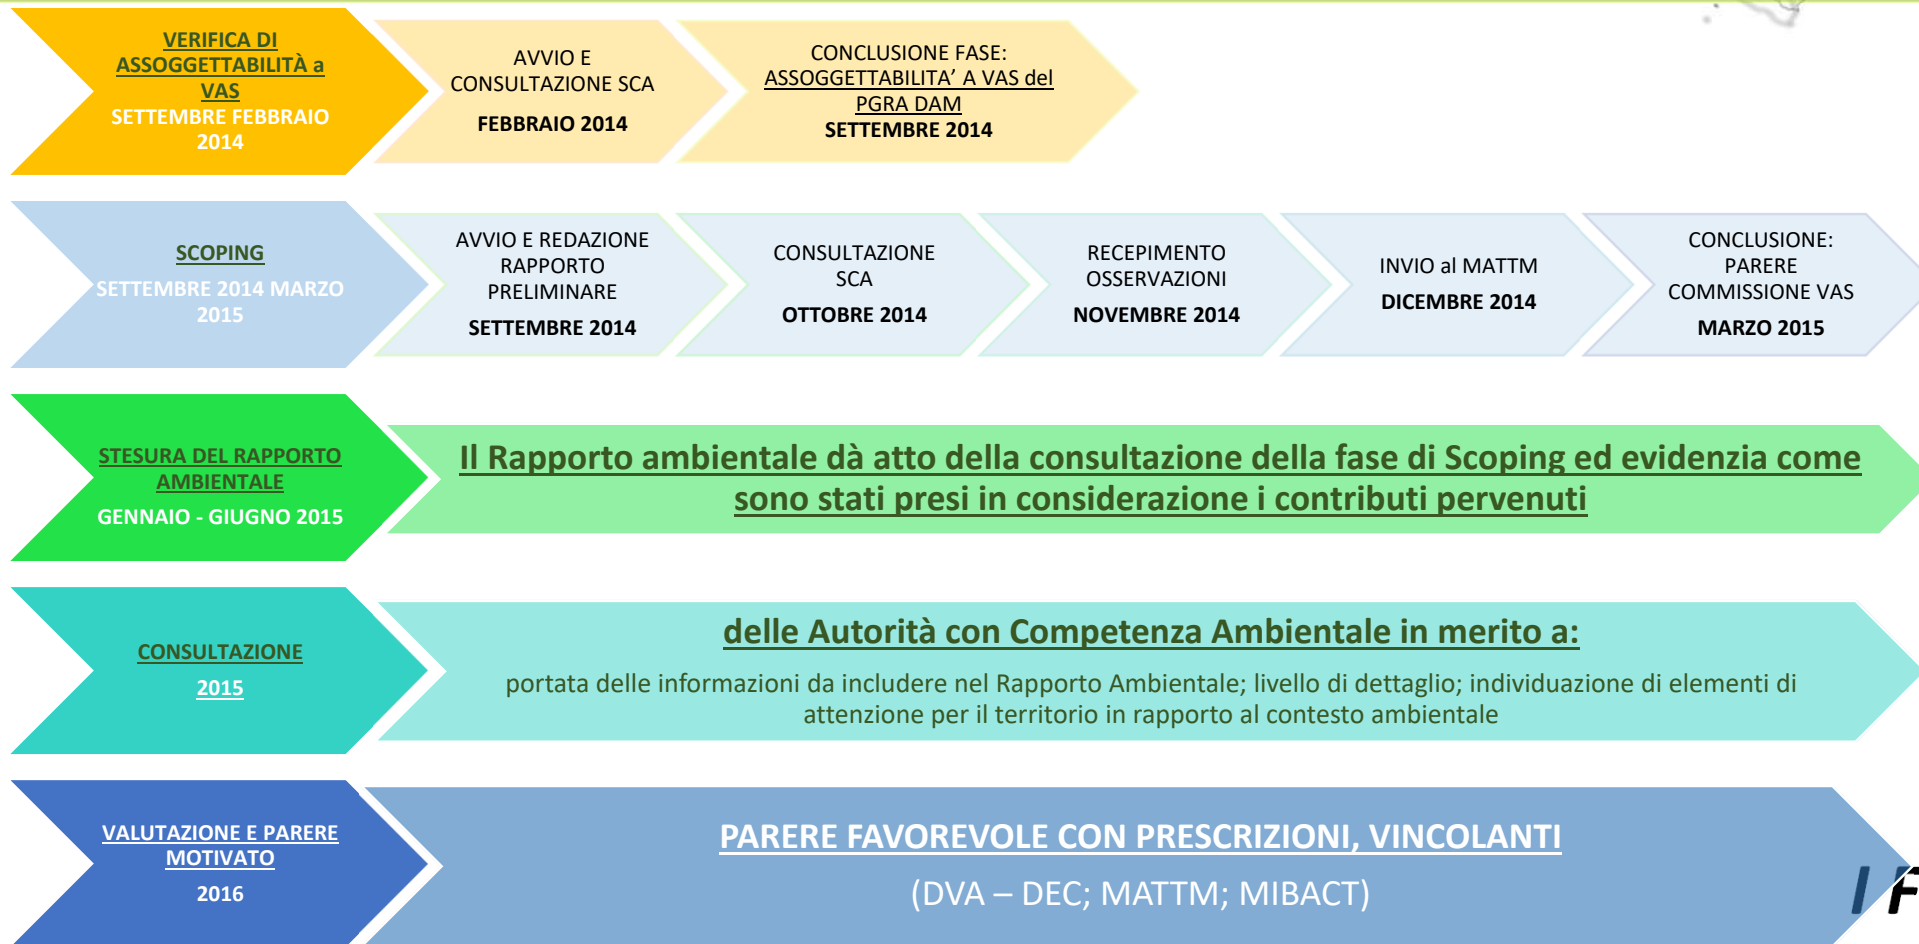 VERIFICA DI
ASSOGGETTABILITÀ a
VAS
SETTEMBRE FEBBRAIO
2014
AVVIO E
CONSULTAZIONE SCA
FEBBRAIO 2014
CONCLUSIONE FASE:
ASSOGGETTABILITA’ A VAS del
PGRA DAM
SETTEMBRE 2014
SCOPING
SETTEMBRE 2014 MARZO
2015
AVVIO E REDAZIONE
RAPPORTO
PRELIMINARE
SETTEMBRE 2014
CONSULTAZIONE
SCA
OTTOBRE 2014
RECEPIMENTO
OSSERVAZIONI
NOVEMBRE 2014
INVIO al MATTM
DICEMBRE 2014
CONCLUSIONE:
PARERE
COMMISSIONE VAS
MARZO 2015
STESURA DEL RAPPORTO
AMBIENTALE
GENNAIO - GIUGNO 2015
Il Rapporto ambientale dà atto della consultazione della fase di Scoping ed evidenzia come
sono stati presi in considerazione i contributi pervenuti
CONSULTAZIONE
2015
delle Autorità con Competenza Ambientale in merito a:
portata delle informazioni da includere nel Rapporto Ambientale; livello di dettaglio; individuazione di elementi di
attenzione per il territorio in rapporto al contesto ambientale
VALUTAZIONE E PARERE
MOTIVATO
2016
PARERE FAVOREVOLE CON PRESCRIZIONI, VINCOLANTI
(DVA – DEC; MATTM; MIBACT)